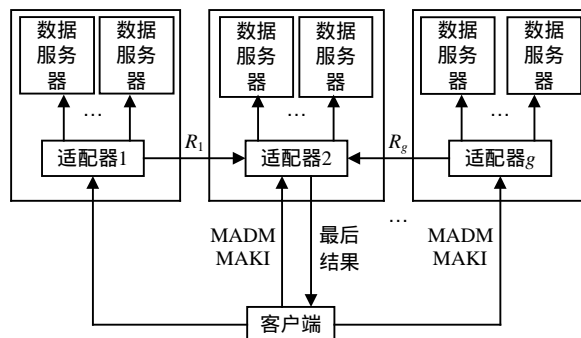 数据
服务
器
数据
服务
器
数据
服务
器
数据
服务
器
数据
服务
器
数据
服务
器
…
…
…
适配器1
R1
适配器2
Rg
适配器g
…
MADM
MAKI
最后
结果
MADM
MAKI
客户端